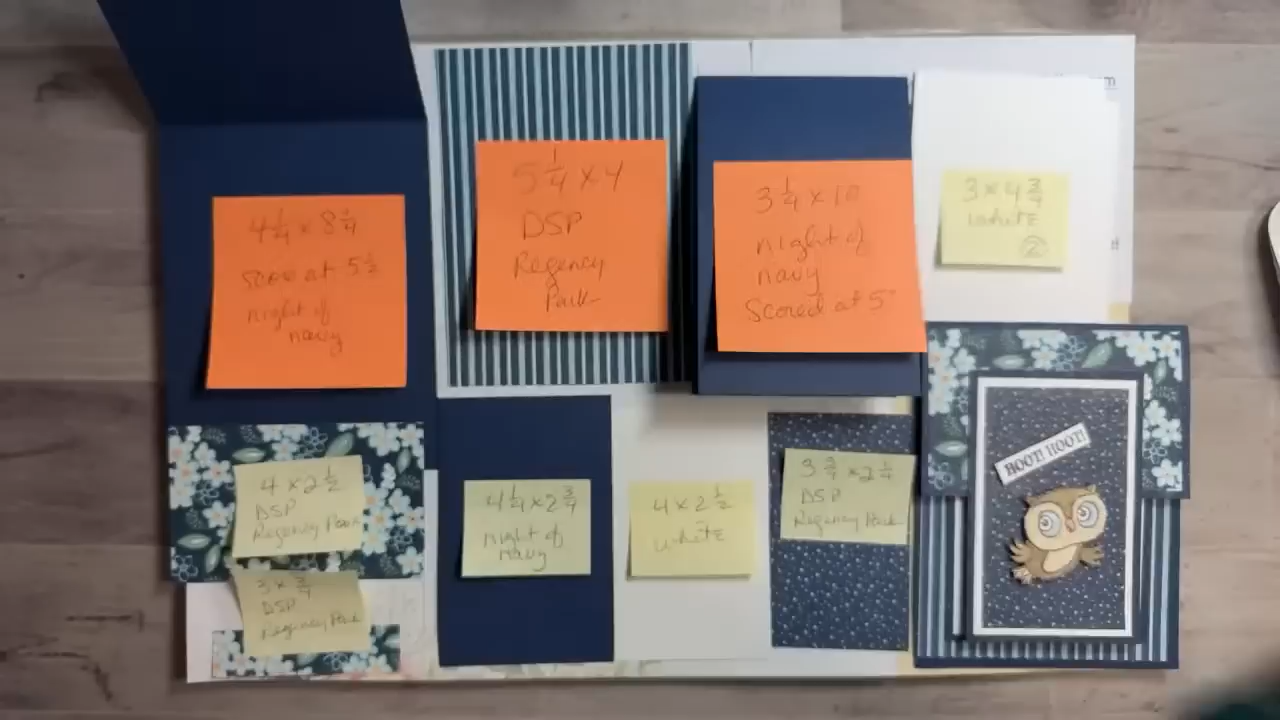 4 1/4 x 8 1/4
Score at 5 1/2
night of
navy
5 1/4 x 4
DSP
Regency
Park
3 1/4 x 10
night of
navy
Scored at 5"
3 x 4 3/4
white
②
4 x 2 1/2
DSP
Regency Park
3 x 3/4
DSP
Regency Park
4 1/4 x 2 3/4
night of
navy
4 x 2 1/2
white
3 3/4 x 2 1/4
DSP
Regency Park
HOOT! HOOT!